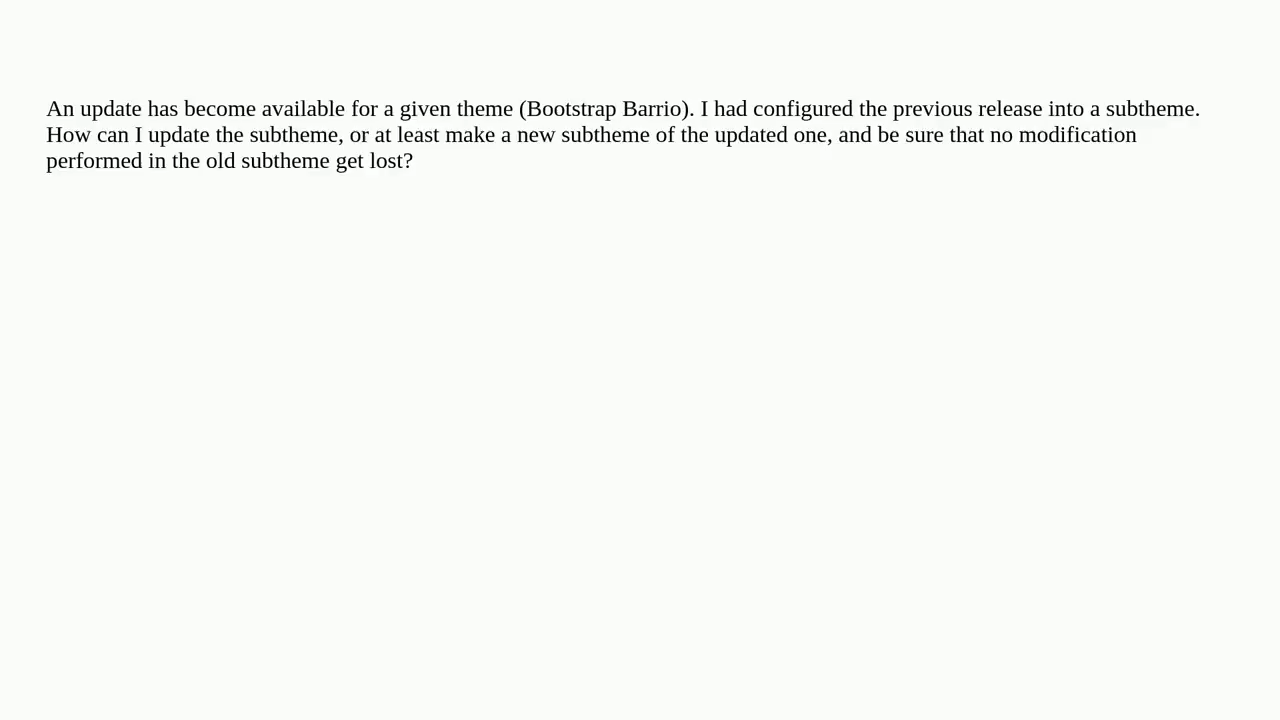 An update has become available for a given theme (Bootstrap Barrio). I had configured the previous release into a subtheme.
How can I update the subtheme, or at least make a new subtheme of the updated one, and be sure that no modification
performed in the old subtheme get lost?